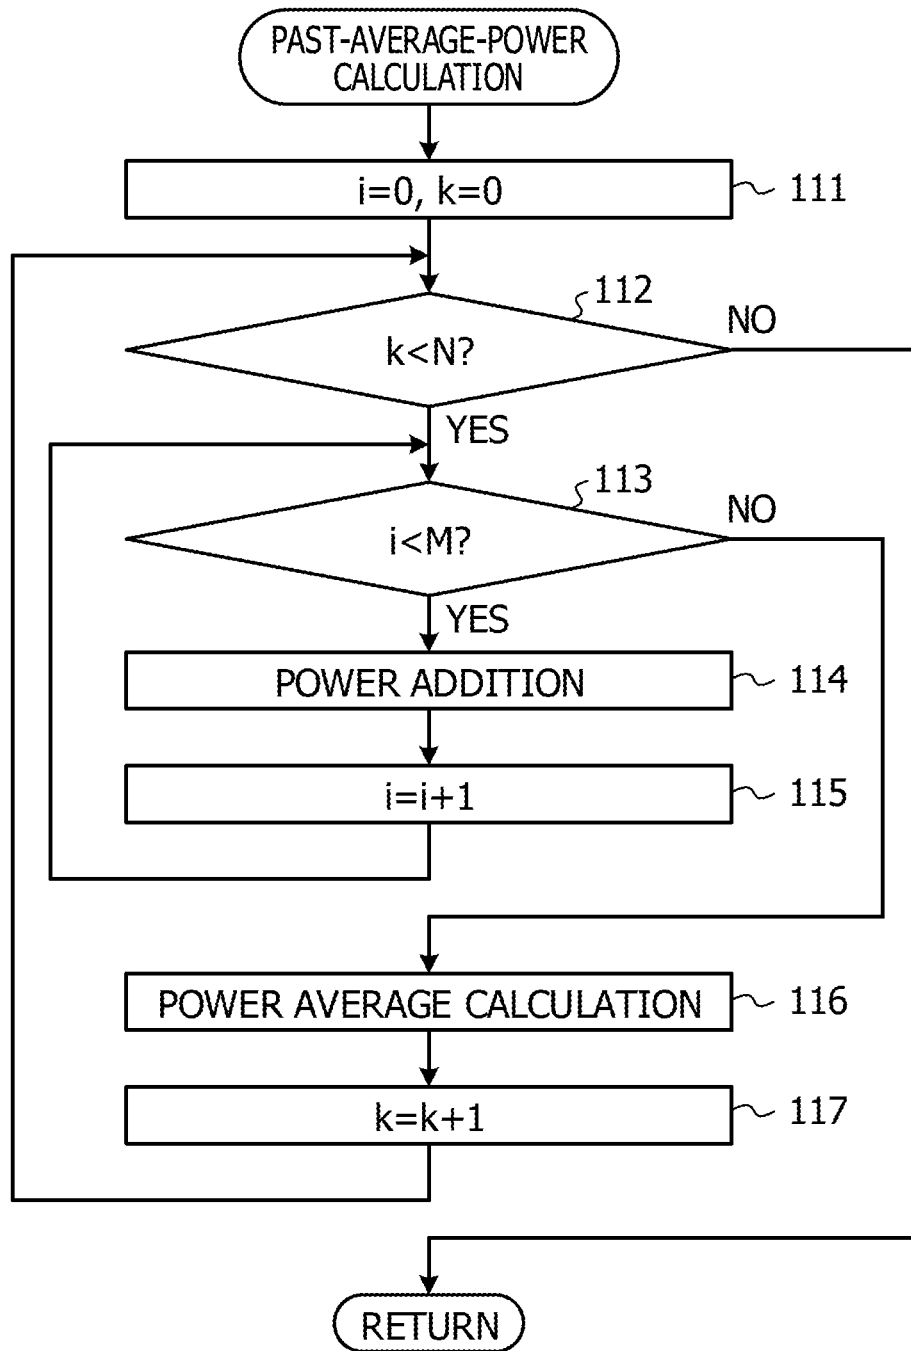 PAST-AVERAGE-POWER
CALCULATION
i=0, k=0
111
112
k<N?
NO
YES
113
i<M?
NO
YES
POWER ADDITION
114
i=i+1
115
POWER AVERAGE CALCULATION
116
k=k+1
117
RETURN